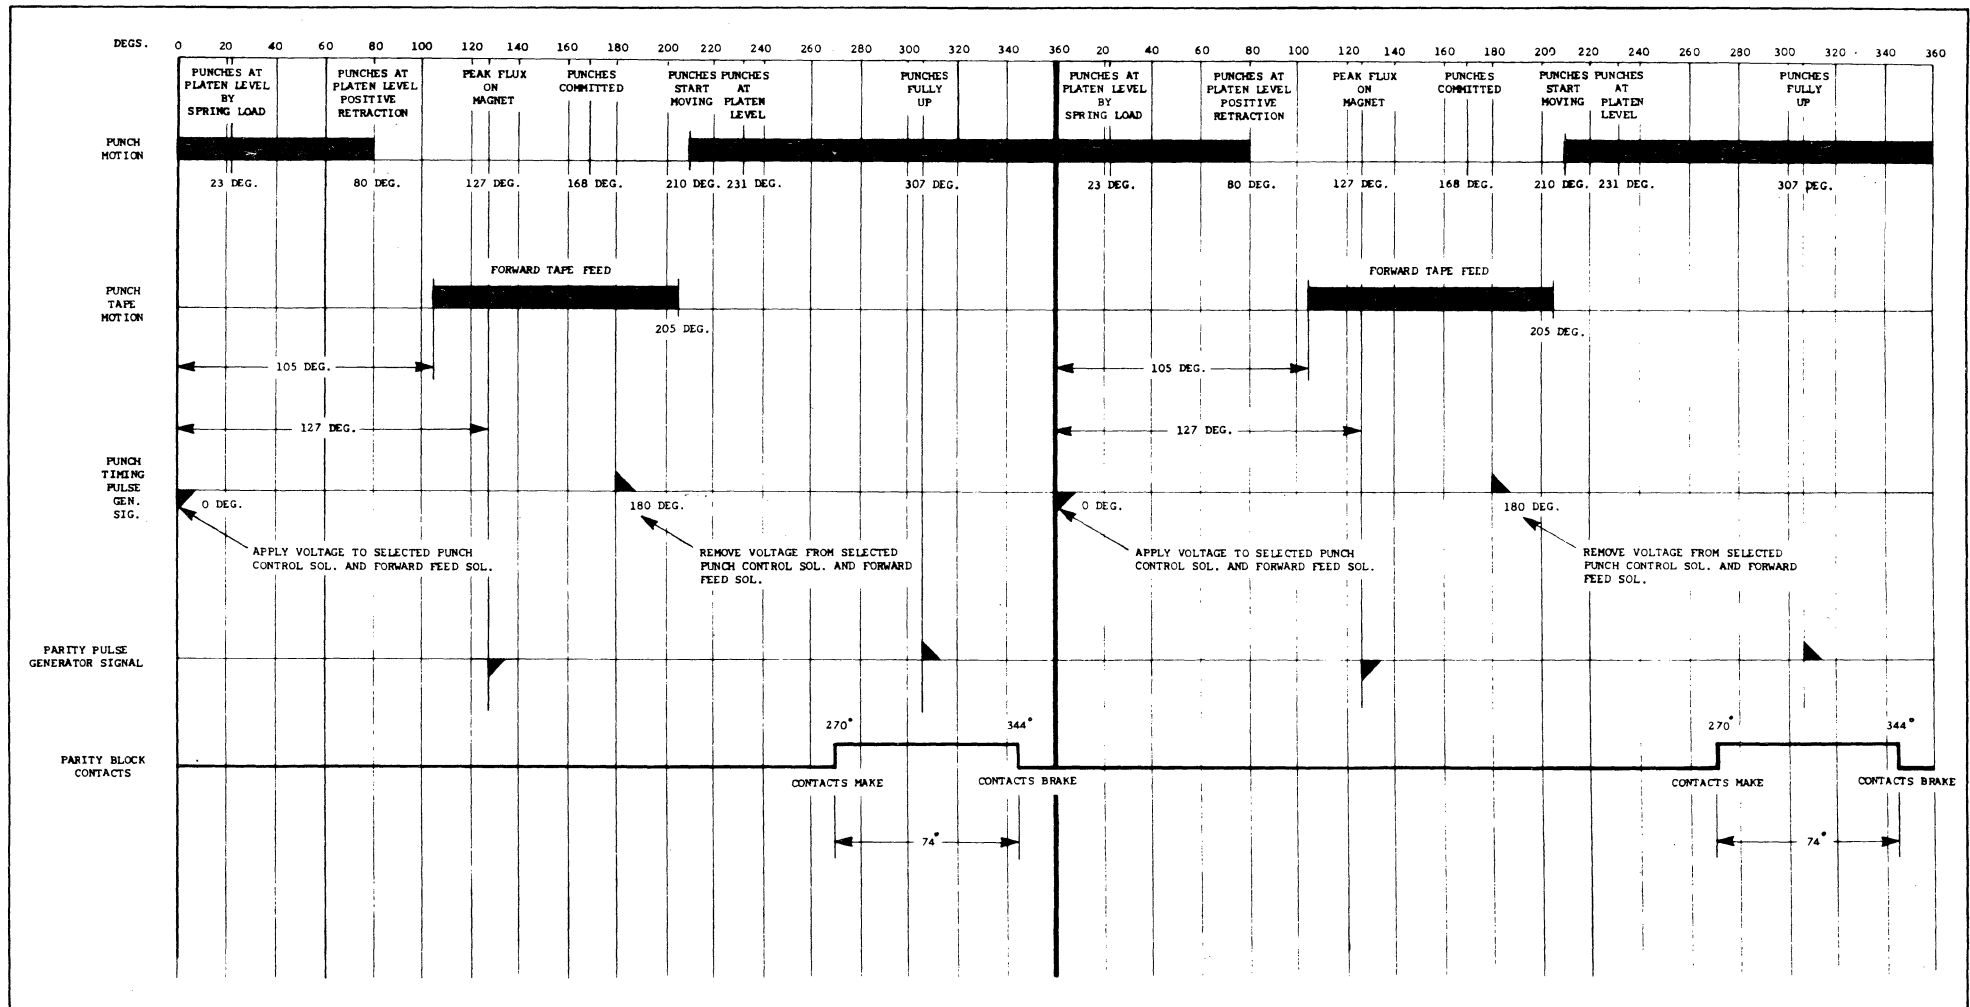 DEGS. 0 20 40 60 80 100 120 140 160 180 200 220 240 260 280 300 320 340 360 20 40 60 80 100 120 140 160 180 200 220 240 260 280 300 320 340 360
PUNCHES AT
PLATEN LEVEL
BY
SPRING LOAD
PUNCHES AT
PLATEN LEVEL
POSITIVE
RETRACTION
PEAK FLUX
ON
MAGNET
PUNCHES
COMMITTED
PUNCHES
START
MOVING
PUNCHES
AT
PLATEN
LEVEL
PUNCHES
FULLY
UP
PUNCHES AT
PLATEN LEVEL
BY
SPRING LOAD
PUNCHES AT
PLATEN LEVEL
POSITIVE
RETRACTION
PEAK FLUX
ON
MAGNET
PUNCHES
COMMITTED
PUNCHES
START
MOVING
PUNCHES
AT
PLATEN
LEVEL
PUNCHES
FULLY
UP
PUNCH
MOTION
23 DEG. 80 DEG. 127 DEG. 168 DEG. 210 DEG. 231 DEG. 307 DEG. 23 DEG. 80 DEG. 127 DEG. 168 DEG. 210 DEG. 231 DEG. 307 DEG.
FORWARD TAPE FEED FORWARD TAPE FEED
PUNCH
TAPE
MOTION
205 DEG. 205 DEG.
105 DEG. 105 DEG.
127 DEG. 127 DEG.
PUNCH
TIMING
PULSE
GEN.
SIG.
0 DEG. 180 DEG. 0 DEG. 180 DEG.
APPLY VOLTAGE TO SELECTED PUNCH
CONTROL SOL. AND FORWARD FEED SOL.
REMOVE VOLTAGE FROM SELECTED
PUNCH CONTROL SOL. AND FORWARD
FEED SOL.
APPLY VOLTAGE TO SELECTED PUNCH
CONTROL SOL. AND FORWARD FEED SOL.
REMOVE VOLTAGE FROM SELECTED
PUNCH CONTROL SOL. AND FORWARD
FEED SOL.
PARITY PULSE
GENERATOR SIGNAL
270° 344° 270° 344°
PARITY BLOCK
CONTACTS
CONTACTS MAKE CONTACTS BRAKE CONTACTS MAKE CONTACTS BRAKE
74° 74°